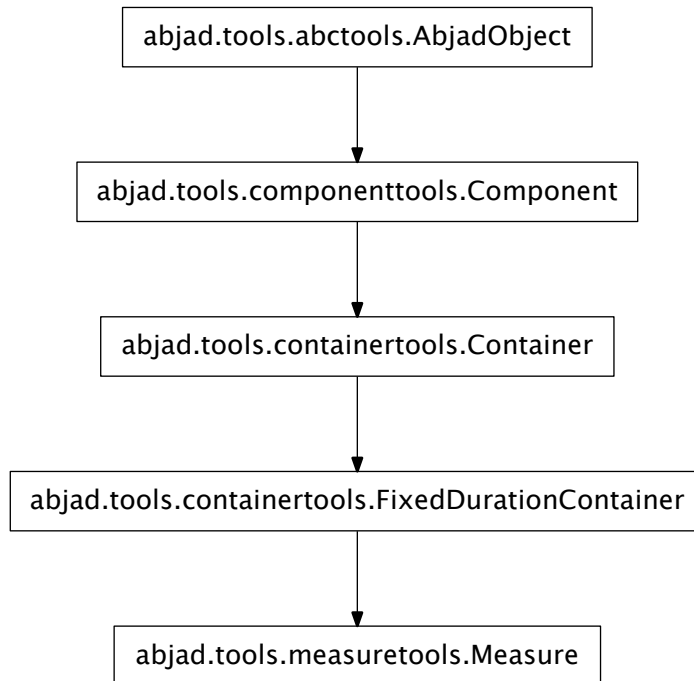 abjad.tools.abctools.AbjadObject
abjad.tools.componenttools.Component
abjad.tools.containertools.Container
abjad.tools.containertools.FixedDurationContainer
abjad.tools.measuretools.Measure